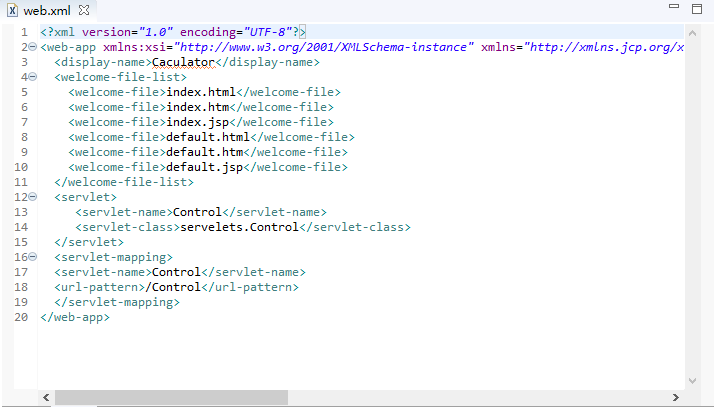 web.xml
1 <?xml version="1.0" encoding="UTF-8"?>
2 <web-app xmlns:xsi="http://www.w3.org/2001/XMLSchema-instance" xmlns="http://xmlns.jcp.org/x
3 <display-name>Caculator</display-name>
4 <welcome-file-list>
5 <welcome-file>index.html</welcome-file>
6 <welcome-file>index.htm</welcome-file>
7 <welcome-file>index.jsp</welcome-file>
8 <welcome-file>default.html</welcome-file>
9 <welcome-file>default.htm</welcome-file>
10 <welcome-file>default.jsp</welcome-file>
11 </welcome-file-list>
12 <servlet>
13 <servlet-name>Control</servlet-name>
14 <servlet-class>servelets.Control</servlet-class>
15 </servlet>
16 <servlet-mapping>
17 <servlet-name>Control</servlet-name>
18 <url-pattern>/Control</url-pattern>
19 </servlet-mapping>
20 </web-app>